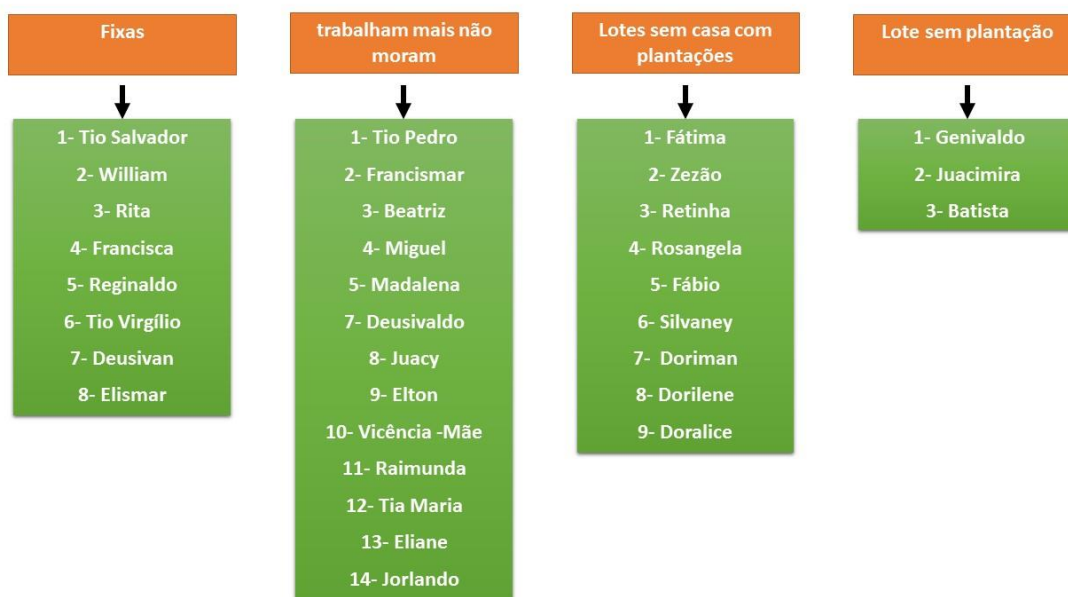 Fixas
1- Tio Salvador
2- William
3- Rita
4- Francisca
5- Reginaldo
6- Tio Virgílio
7- Deusivan
8- Elismar
trabalham mais não
moram
1- Tio Pedro
2- Francismar
3- Beatriz
4- Miguel
5- Madalena
7- Deusivaldo
8- Juacy
9- Elton
10- Vicência -Mãe
11- Raimunda
12- Tia Maria
13- Eliane
14- Jorlando
Lotes sem casa com
plantações
1- Fátima
2- Zezão
3- Retinha
4- Rosangela
5- Fábio
6- Silvaney
7- Doriman
8- Dorilene
9- Doralice
Lote sem plantação
1- Genivaldo
2- Juacimira
3- Batista